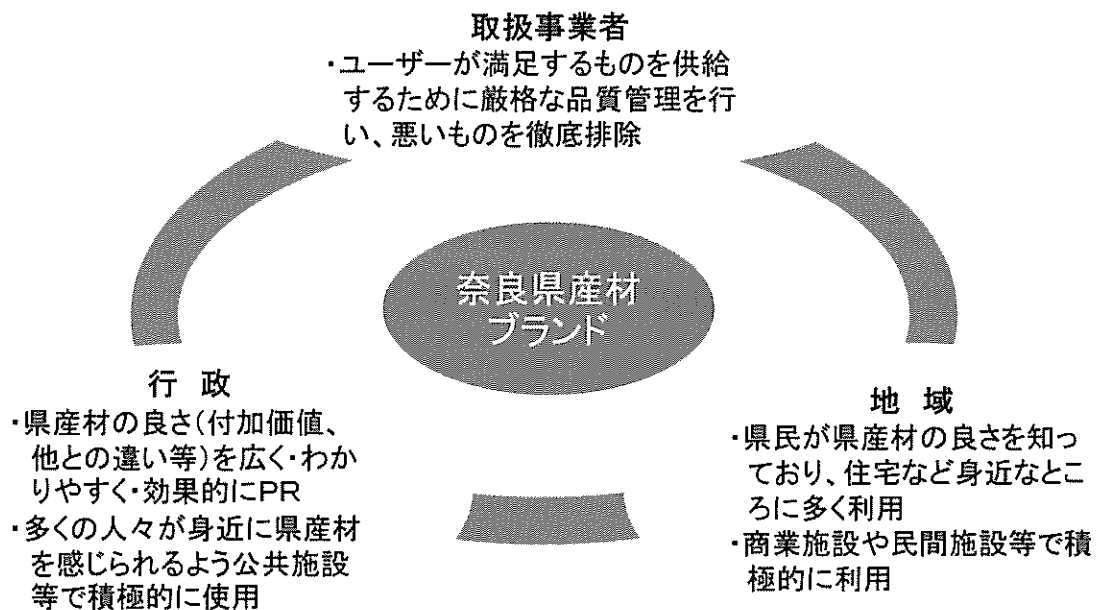 取扱事業者
・ユーザーが満足するものを供給
するために厳格な品質管理を行
い、悪いものを徹底排除
奈良県産材
ブランド
行 政
・県産材の良さ(付加価値、
他との違い等)を広く・わか
りやすく・効果的にPR
・多くの人々が身近に県産材
を感じられるよう公共施設
等で積極的に使用
地 域
・県民が県産材の良さを知っ
ており、住宅など身近なとこ
ろに多く利用
・商業施設や民間施設等で積
極的に利用